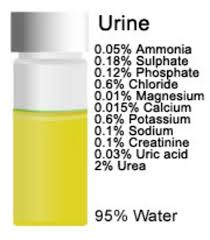 Urine
0.05% Ammonia
0.18% Sulphate
0.12% Phosphate
0.6% Chloride
0.01% Magnesium
0.015% Calcium
0.6% Potassium
0.1% Sodium
0.1% Creatinine
0.03% Uric acid
2% Urea
95% Water